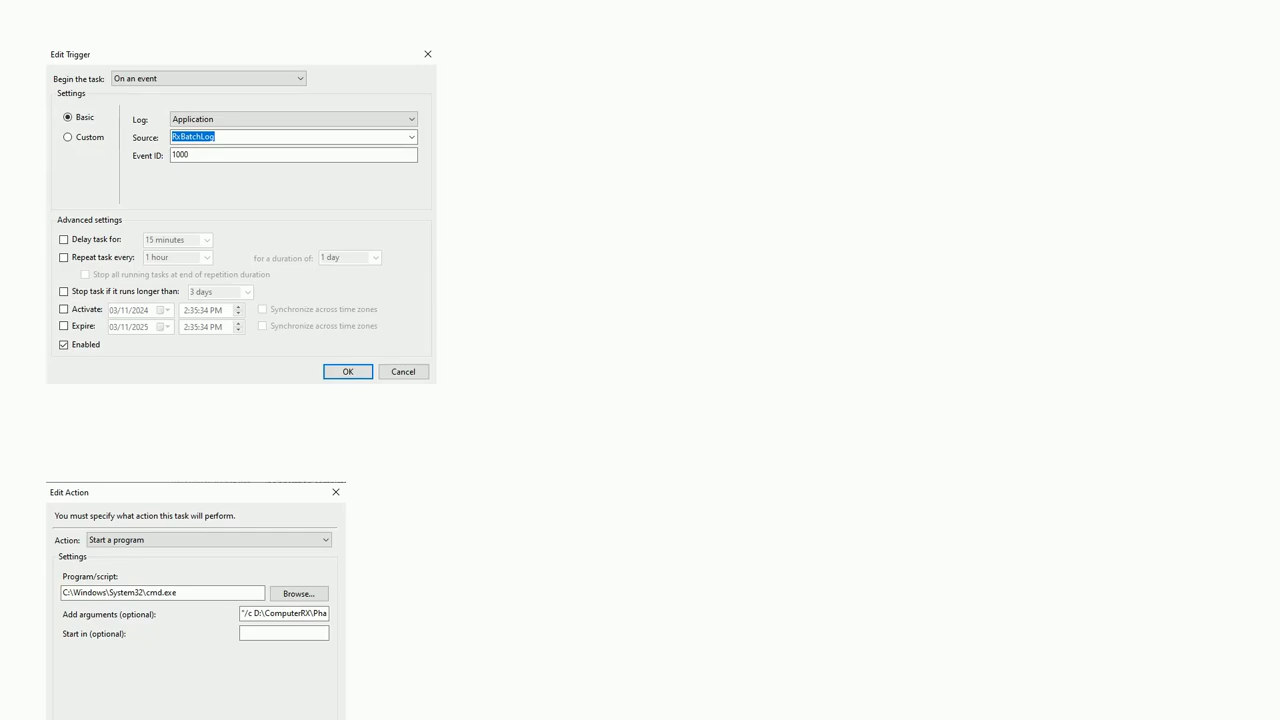 Edit Trigger
Begin the task: On an event
Settings
Basic
Custom
Log: Application
Source: RxBatchLog
Event ID: 1000
Advanced settings
Delay task for: 15 minutes
Repeat task every: 1 hour for a duration of: 1 day
Stop all running tasks at end of repetition duration
Stop task if it runs longer than: 3 days
Activate: 03/11/2024 2:35:34 PM Synchronize across time zones
Expire: 03/11/2025 2:35:34 PM Synchronize across time zones
Enabled
OK Cancel
Edit Action
You must specify what action this task will perform.
Action: Start a program
Settings
Program/script:
C:\Windows\System32\cmd.exe Browse...
Add arguments (optional): "/c D:\ComputerRX\Pha
Start in (optional):